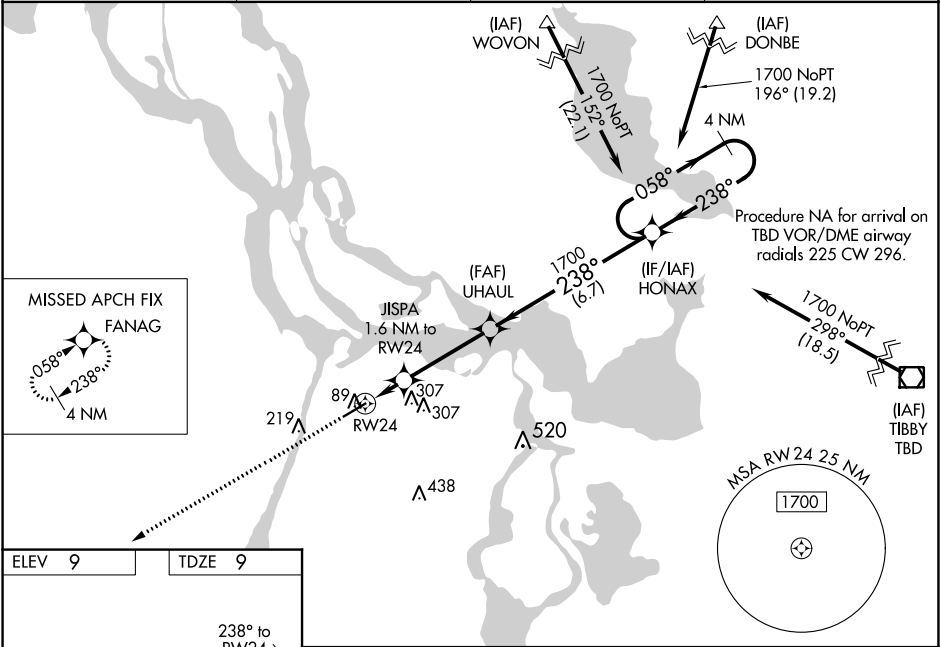 (IAF)
WOVON
(IAF)
DONBE
1700 NoPT
152°
(22.1)
1700 NoPT
196° (19.2)
4 NM
058°
238°
Procedure NA for arrival on
TBD VOR/DME airway
radials 225 CW 296.
1700
238°
(6.7)
(IF/IAF)
HONAX
(FAF)
UHAUL
1700 NoPT
298°
(18.5)
(IAF)
TIBBY
TBD
MISSED APCH FIX
FANAG
058°
238°
4 NM
JISPA
1.6 NM to
RW24
307
307
89
RW24
219
520
438
MSA RW 24 25 NM
1700
ELEV 9
TDZE 9
238° to
RW24